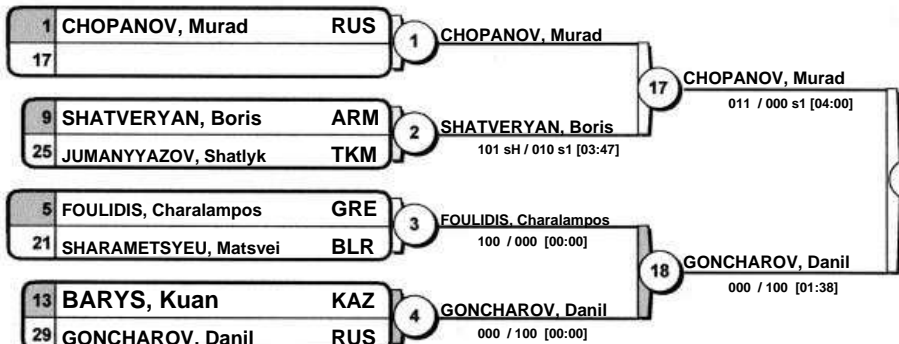 1 CHOPANOV, Murad RUS
17
1
CHOPANOV, Murad
9 SHATVERYAN, Boris ARM
25 JUMANYYAZOV, Shatlyk TKM
2
SHATVERYAN, Boris
101 sH / 010 s1 [03:47]
17
CHOPANOV, Murad
011 / 000 s1 [04:00]
5 FOULIDIS, Charalampos GRE
21 SHARAMETSYEU, Matsvei BLR
3
FOULIDIS, Charalampos
100 / 000 [00:00]
13 BARYS, Kuan KAZ
29 GONCHAROV, Danil RUS
4
GONCHAROV, Danil
000 / 100 [00:00]
18
GONCHAROV, Danil
000 / 100 [01:38]